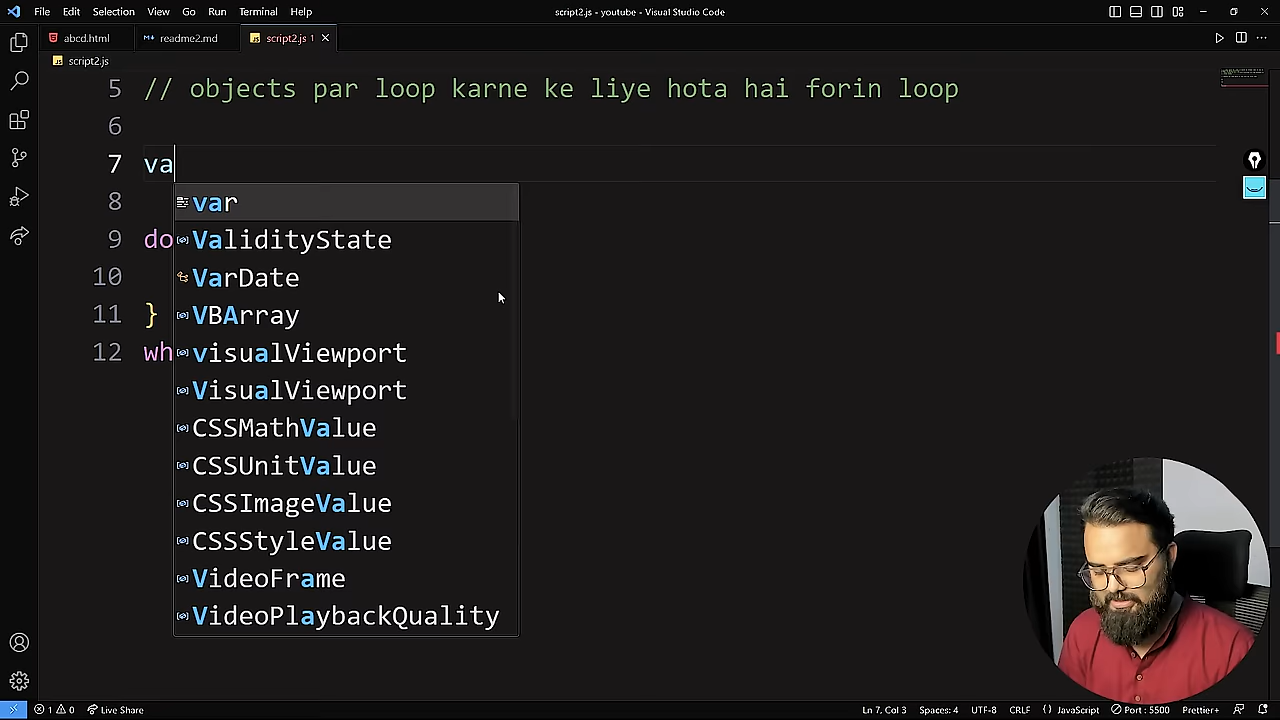 File Edit Selection View Go Run Terminal Help
script2.js - youtube - Visual Studio Code
abcd.html
readme2.md
script2.js 1
script2.js
5 // objects par loop karne ke liye hota hai forin loop
6
7 va
8 var
9 do ValidityState
10 VarDate
11 } VBArray
12 wh visualViewport
VisualViewport
CSSMathValue
CSSUnitValue
CSSImageValue
CSSStyleValue
VideoFrame
VideoPlaybackQuality
1 0 Live Share
Ln 7, Col 3 Spaces: 4 UTF-8 CRLF {} JavaScript Port : 5500 Prettier+